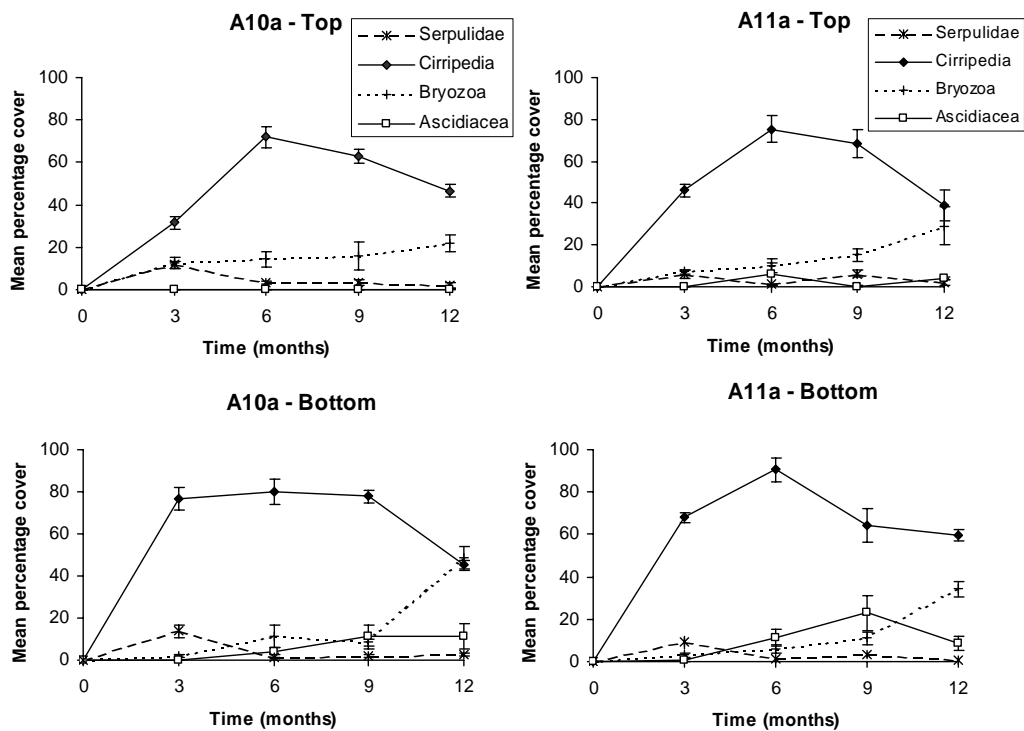 A10a - Top
Serpulidae
Cirripedia
Bryozoa
Ascidiacea
Mean percentage cover
100
80
60
40
20
0
0 3 6 9 12
Time (months)
A11a - Top
Serpulidae
Cirripedia
Bryozoa
Ascidiacea
Mean percentage cover
100
80
60
40
20
0
0 3 6 9 12
Time (months)
A10a - Bottom
Mean percentage cover
100
80
60
40
20
0
0 3 6 9 12
Time (months)
A11a - Bottom
Mean percentage cover
100
80
60
40
20
0
0 3 6 9 12
Time (months)